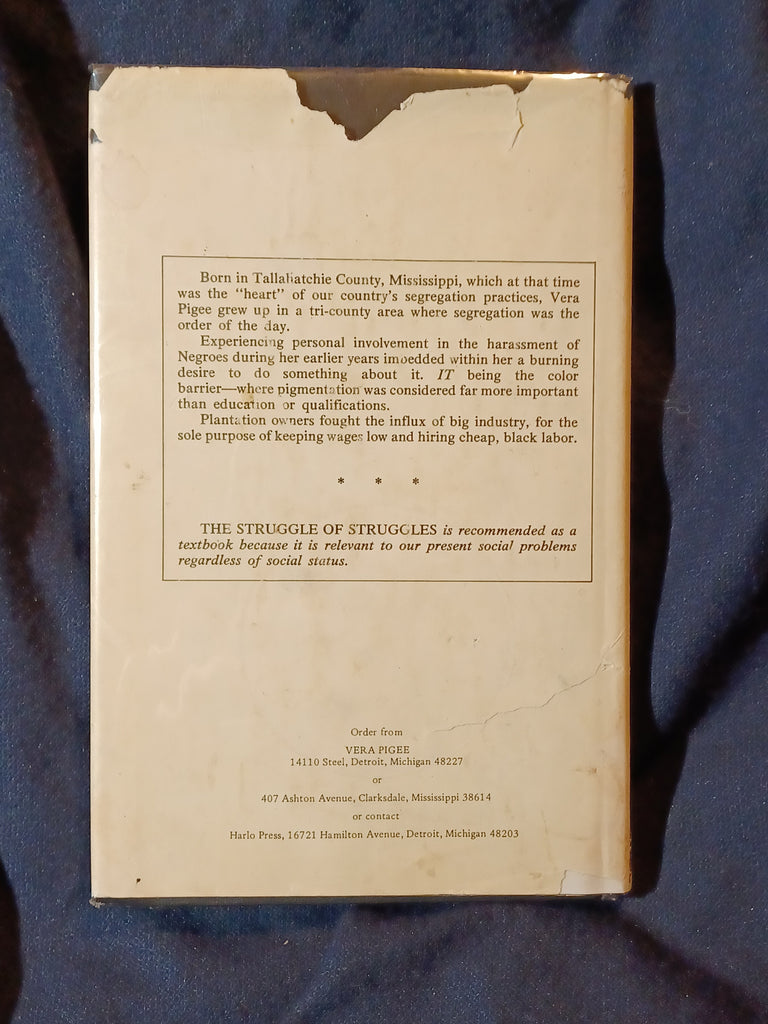 Born in Tallahatchie County, Mississippi, which at that time
was the "heart" of our country's segregation practices, Vera
Pigee grew up in a tri-county area where segregation was the
order of the day.
Experiencing personal involvement in the harassment of
Negroes during her earlier years imbedded within her a burning
desire to do something about it. IT being the color
barrier—where pigmentation was considered far more important
than education or qualifications.
Plantation owners fought the influx of big industry, for the
sole purpose of keeping wages low and hiring cheap, black labor.
* * *
THE STRUGGLE OF STRUGGLES is recommended as a
textbook because it is relevant to our present social problems
regardless of social status.
Order from
VERA PIGEE
14110 Steel, Detroit, Michigan 48227
or
407 Ashton Avenue, Clarksdale, Mississippi 38614
or contact
Harlo Press, 16721 Hamilton Avenue, Detroit, Michigan 48203